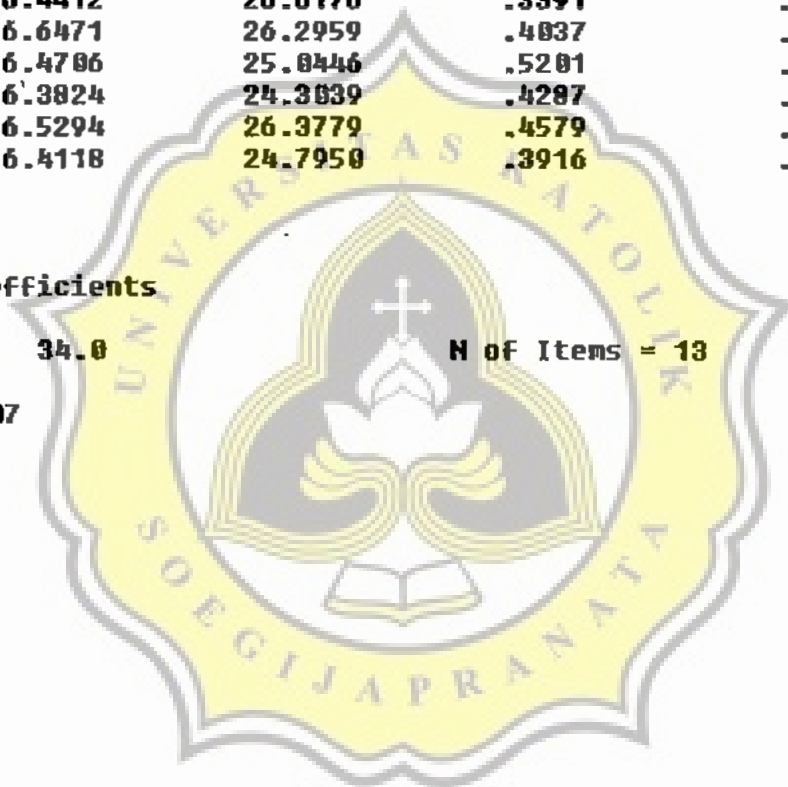 6.6471 26.2959 .4037
6.4706 25.0446 .5201
6.3824 24.3039 .4287
6.5294 26.3779 .4579
6.4118 24.7950 .3916
efficients
34.0 N of Items = 13
07
UNIVERSITAS KATOLIK
SOEGIJAPRANATA